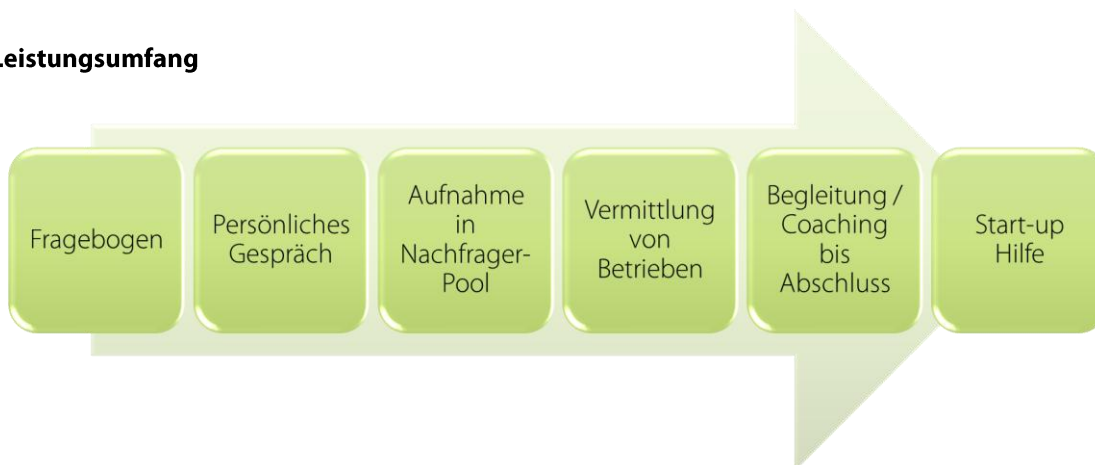 Leistungsumfang
Fragebogen
Persönliches
Gespräch
Aufnahme
in
Nachfrager-
Pool
Vermittlung
von
Betrieben
Begleitung /
Coaching
bis
Abschluss
Start-up
Hilfe